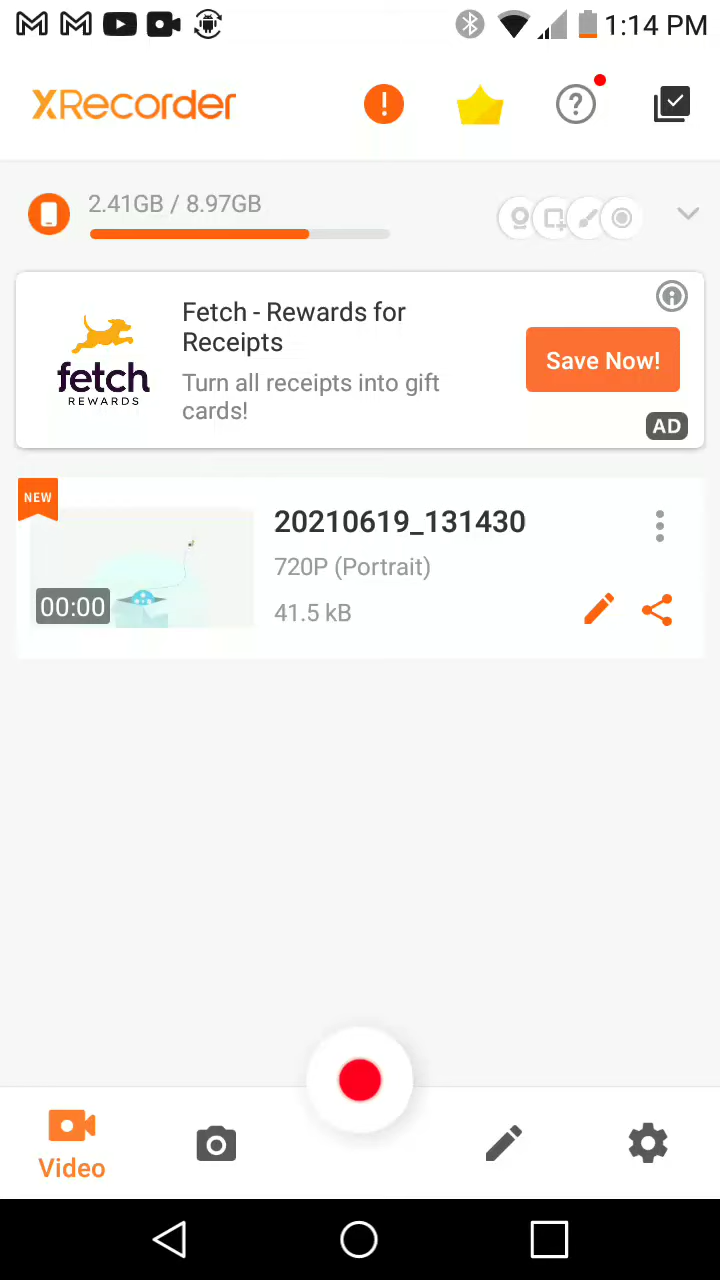 1:14 PM
XRecorder
2.41GB / 8.97GB
Fetch - Rewards for
Receipts
Turn all receipts into gift
cards!
fetch
REWARDS
Save Now!
AD
NEW
20210619_131430
720P (Portrait)
00:00
41.5 kB
Video